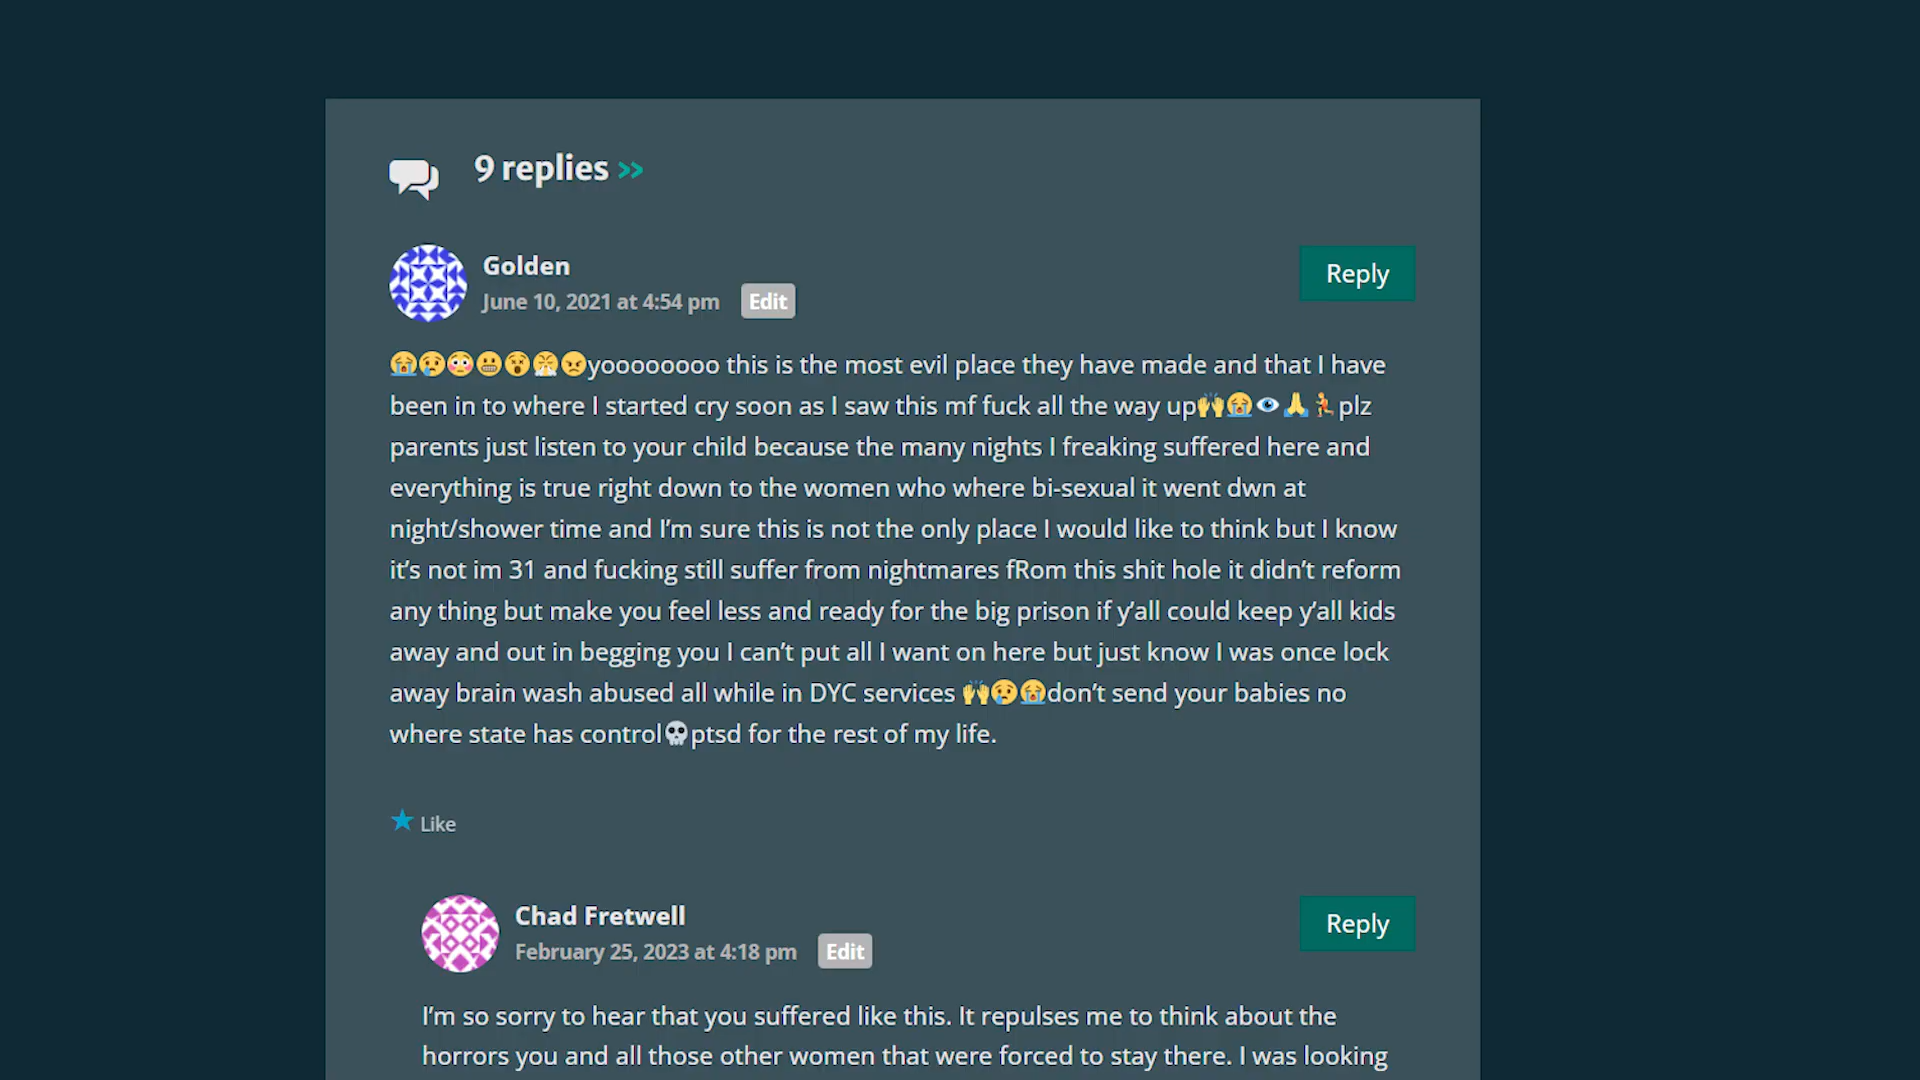 9 replies »
Golden
Reply
June 10, 2021 at 4:54 pm Edit
😭😢😳😬😵😤😠yoooooooo this is the most evil place they have made and that I have
been in to where I started cry soon as I saw this mf fuck all the way up🙌😭👁🙏🏃plz
parents just listen to your child because the many nights I freaking suffered here and
everything is true right down to the women who where bi-sexual it went dwn at
night/shower time and I’m sure this is not the only place I would like to think but I know
it’s not im 31 and fucking still suffer from nightmares fRom this shit hole it didn’t reform
any thing but make you feel less and ready for the big prison if y’all could keep y’all kids
away and out in begging you I can’t put all I want on here but just know I was once lock
away brain wash abused all while in DYC services 🙌😢😭don’t send your babies no
where state has control💀ptsd for the rest of my life.
Like
Chad Fretwell
Reply
February 25, 2023 at 4:18 pm Edit
I’m so sorry to hear that you suffered like this. It repulses me to think about the
horrors you and all those other women that were forced to stay there. I was looking